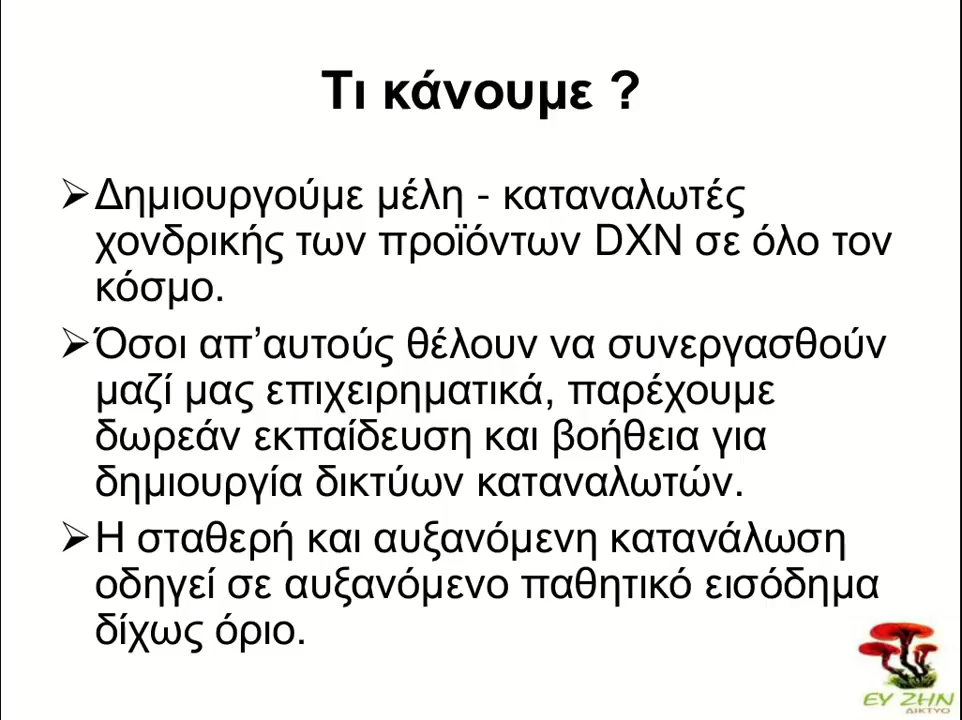 Τι κάνουμε ?
➢ Δημιουργούμε μέλη - καταναλωτές
χονδρικής των προϊόντων DXN σε όλο τον
κόσμο.
➢ Όσοι απ’αυτούς θέλουν να συνεργασθούν
μαζί μας επιχειρηματικά, παρέχουμε
δωρεάν εκπαίδευση και βοήθεια για
δημιουργία δικτύων καταναλωτών.
➢ Η σταθερή και αυξανόμενη κατανάλωση
οδηγεί σε αυξανόμενο παθητικό εισόδημα
δίχως όριο.
ΕΥ ΖΗΝ
ΔΙΚΤΥΟ